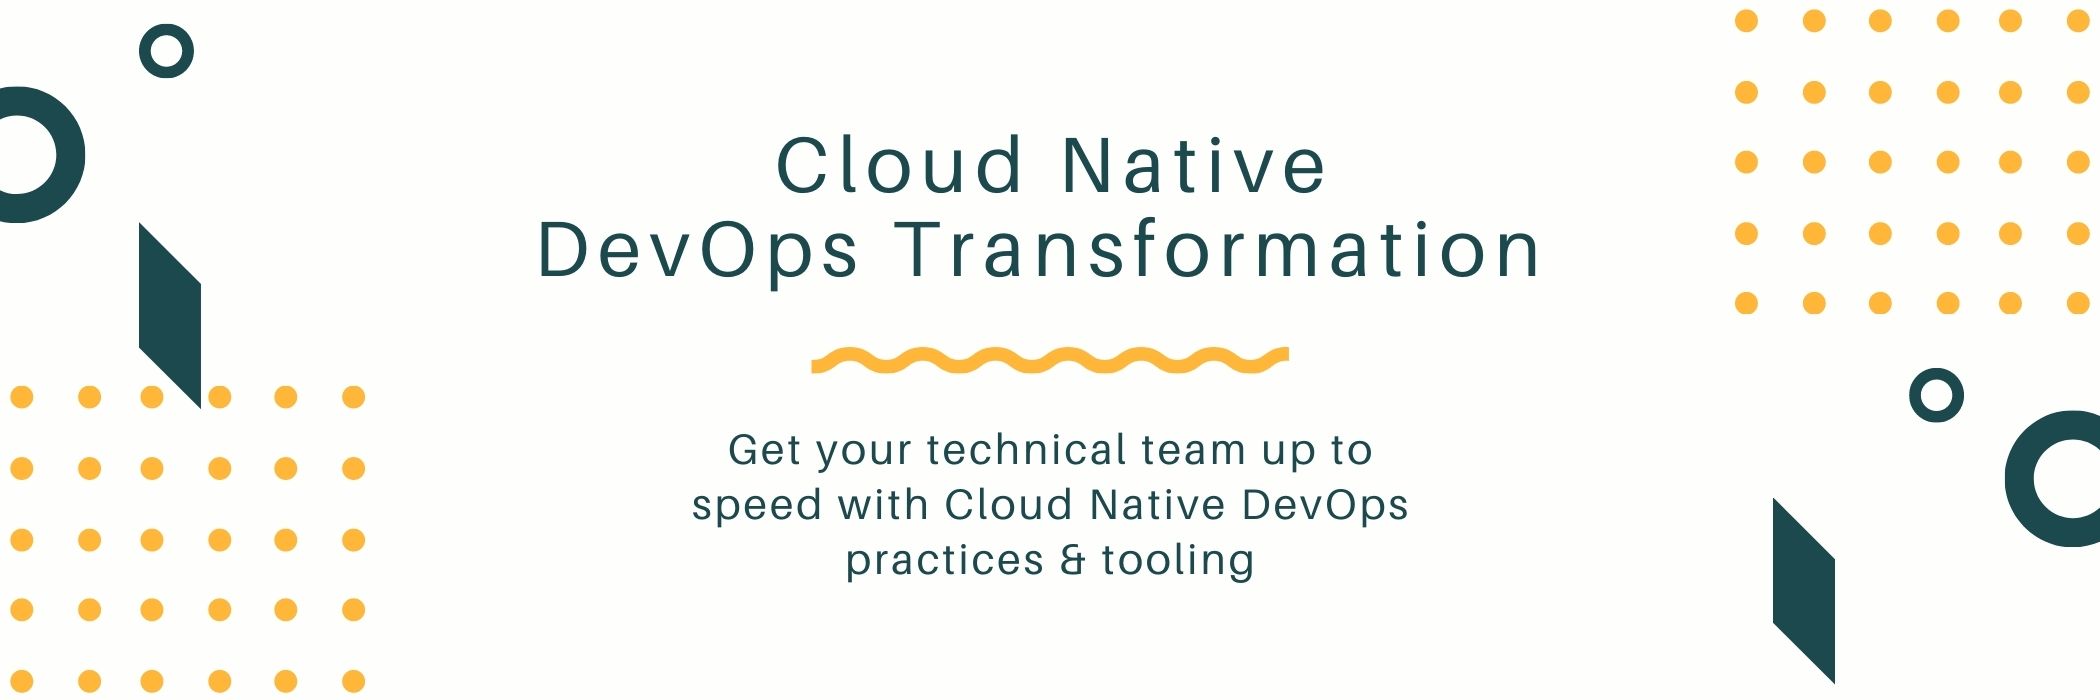 Cloud Native
DevOps Transformation
Get your technical team up to
speed with Cloud Native DevOps
practices & tooling